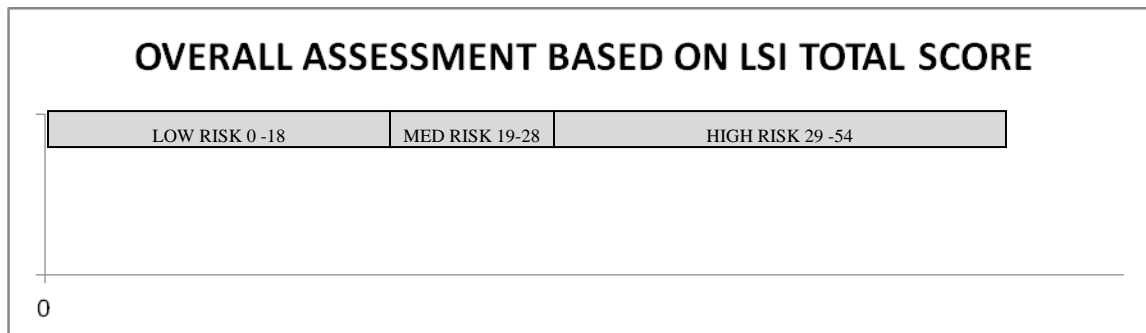 OVERALL ASSESSMENT BASED ON LSI TOTAL SCORE
LOW RISK 0 -18 MED RISK 19-28 HIGH RISK 29 -54
0